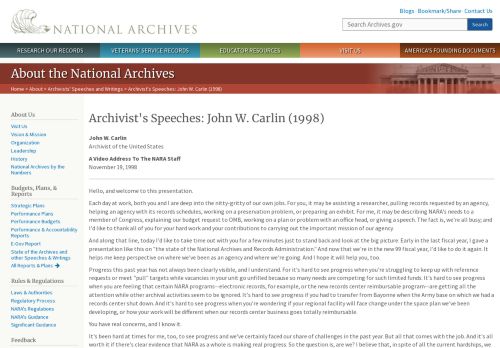 Blogs · Bookmark/Share · Contact Us
NATIONAL ARCHIVES
Search Archives.gov
Search
RESEARCH OUR RECORDS
VETERANS' SERVICE RECORDS
EDUCATOR RESOURCES
VISIT US
AMERICA'S FOUNDING DOCUMENTS
About the National Archives
Home > About > Archivists' Speeches and Writings > Archivist's Speeches: John W. Carlin (1998)
About Us
Visit Us
Vision & Mission
Organization
Leadership
History
National Archives by the
Numbers
Budgets, Plans, &
Reports
Strategic Plans
Performance Plans
Performance Budgets
Performance & Accountability
Reports
E-Gov Report
State of the Archives and
other Speeches & Writings
All Reports & Plans
Rules & Regulations
Laws & Authorities
Regulatory Process
NARA's Regulations
NARA's Guidance
Significant Guidance
Feedback
Archivist's Speeches: John W. Carlin (1998)
John W. Carlin
Archivist of the United States
A Video Address To The NARA Staff
November 19, 1998
Hello, and welcome to this presentation.
Each day at work, both you and I are deep into the nitty-gritty of our own jobs. For you, it may be assisting a researcher, pulling records requested by an agency,
helping an agency with its records schedules, working on a preservation problem, or preparing an exhibit. For me, it may be describing NARA's needs to a
member of Congress, explaining our budget request to OMB, working on a plan or problem with an office head, or giving a speech. The fact is, we're all busy; and
I'd like to thank all of you for your hard work and your contributions to carrying out the important mission of our agency
And along that line, today I'd like to take time out with you for a few minutes just to stand back and look at the big picture. Early in the last fiscal year, I gave a
presentation like this on "the state of the National Archives and Records Administration." And now that we're in the new 99 fiscal year, I'd like to do it again. It
helps me keep perspective on where we've been as an agency and where we're going. And I hope it will help you, too.
Progress this past year has not always been clearly visible, and I understand. For it's hard to see progress when you're struggling to keep up with reference
requests or meet "pull" targets while vacancies in your unit go unfilled because so many needs are competing for such limited funds. It's hard to see progress
when you are feeling that certain NARA programs--electronic records, for example, or the new records center reimbursable program--are getting all the
attention while other archival activities seem to be ignored. It's hard to see progress if you had to transfer from Bayonne when the Army base on which we had a
records center shut down. And it's hard to see progress when you're wondering if your regional facility will face change under the space plan we've been
developing, or how your work will be different when our records center business goes totally reimbursable.
You have real concerns, and I know it.
It's been hard at times for me, too, to see progress and we've certainly faced our share of challenges in the past year. But all that comes with the job. And it's all
worth it if there's clear evidence that NARA as a whole is making real progress. So the question is, are we? I believe that, in spite of all the current hardships, we